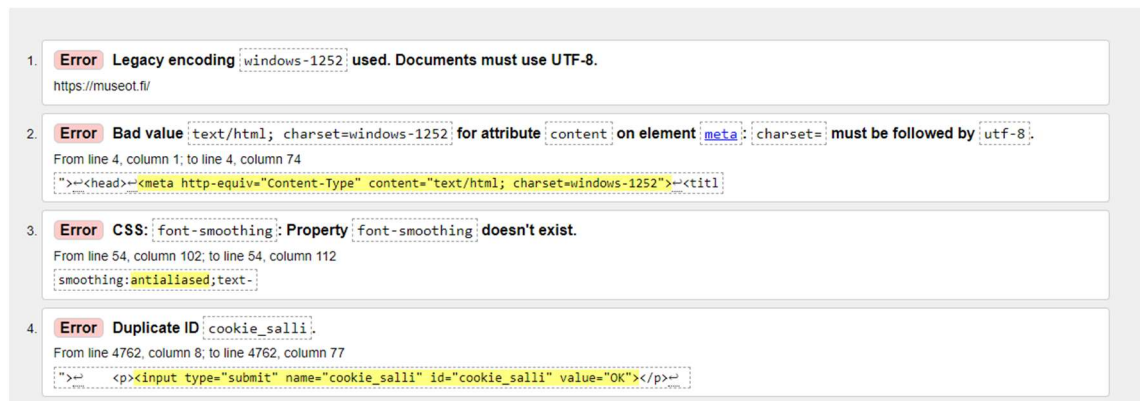 1. Error Legacy encoding windows-1252 used. Documents must use UTF-8.
https://museot.fi/
2. Error Bad value text/html; charset=windows-1252 for attribute content on element meta: charset= must be followed by utf-8.
From line 4, column 1; to line 4, column 74
">↩<head>↩<meta http-equiv="Content-Type" content="text/html; charset=windows-1252">↩<titl
3. Error CSS: font-smoothing: Property font-smoothing doesn't exist.
From line 54, column 102; to line 54, column 112
smoothing:antialiased;text-
4. Error Duplicate ID cookie_salli.
From line 4762, column 8; to line 4762, column 77
">↩ <p><input type="submit" name="cookie_salli" id="cookie_salli" value="OK"></p>↩